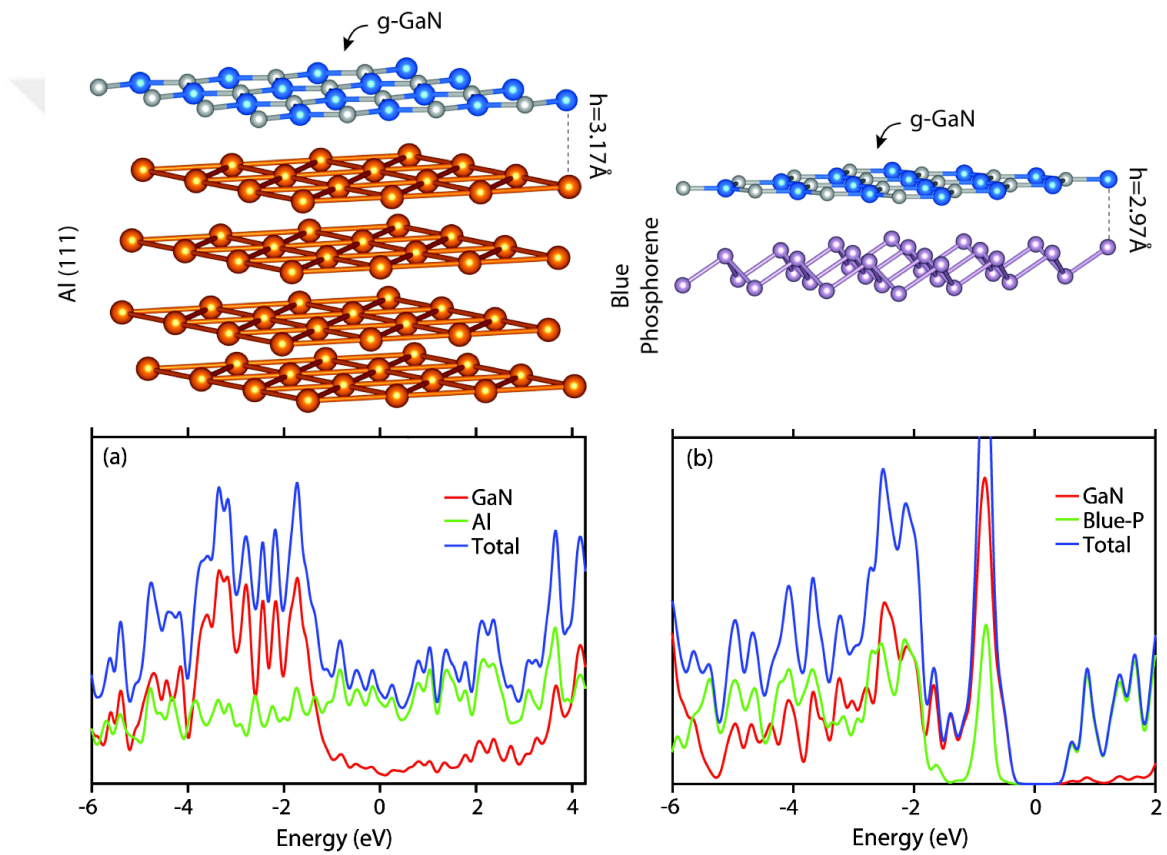 g-GaN
h=3.17Å
Al (111)
g-GaN
h=2.97Å
Blue
Phosphorene
(a)
GaN
Al
Total
-6 -4 -2 0 2 4
Energy (eV)
(b)
GaN
Blue-P
Total
-6 -4 -2 0 2
Energy (eV)